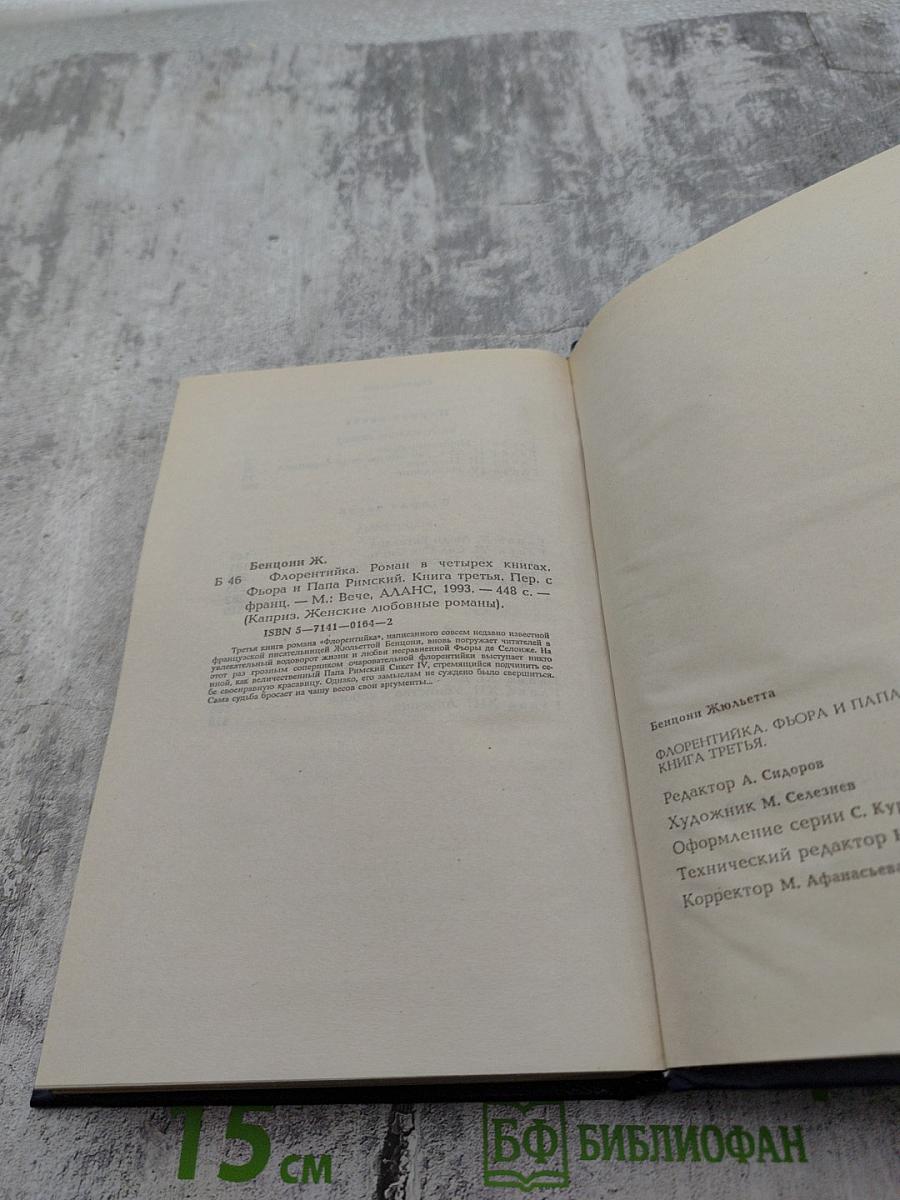 Бенцони Ж.
Б 46 Флорентийка. Роман в четырех книгах.
Фьора и Папа Римский. Книга третья. Пер. с
франц. — М.: Вече, АЛАНС, 1993. — 448 с. —
(Каприз. Женские любовные романы).
ISBN 5—7141—0164—2
Третья книга романа «Флорентийка», написанного совсем недавно известной
французской писательницей Жюльеттой Бенцони, вновь погружает читателей в
увлекательный водоворот жизни и любви несравненной Фьоры де Селонже. На
этот раз грозным соперником очаровательной флорентийки выступает никто
иной, как величественный Папа Римский Сикст IV, стремящийся подчинить се-
бе своенравную красавицу. Однако, его замыслам не суждено было свершиться.
Сама судьба бросает на чашу весов свои аргументы...
Бенцони Жюльетта
ФЛОРЕНТИЙКА. ФЬОРА И ПАПА
КНИГА ТРЕТЬЯ.
Редактор А. Сидоров
Художник М. Селезнев
Оформление серии С. Кур
Технический редактор
Корректор М. Афанасьева
15 см
БФ БИБЛИОФАН